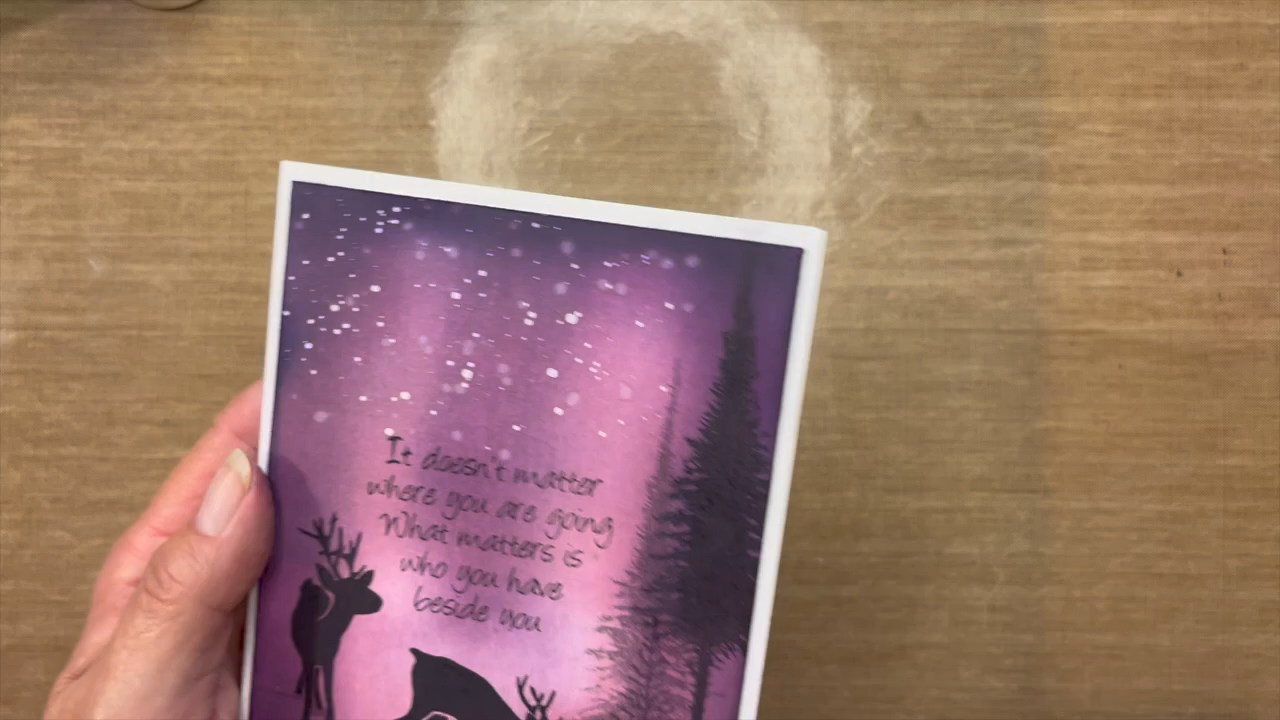 It doesn't matter
where you are going
What matters is
who you have
beside you